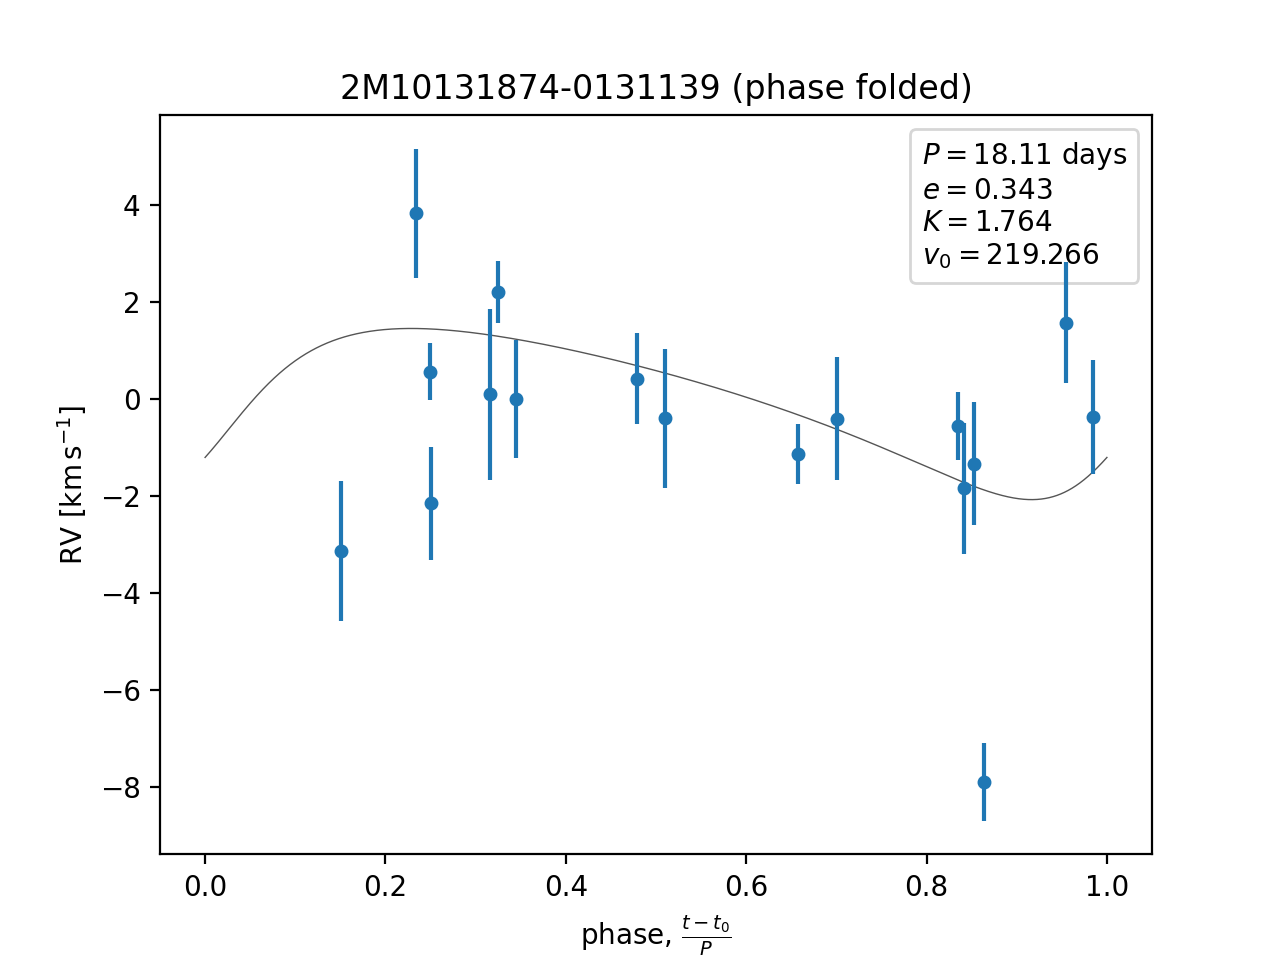 2M10131874-0131139 (phase folded)
P = 18.11 days
e = 0.343
K = 1.764
v₀ = 219.266
RV [km s⁻¹]
4
2
0
−2
−4
−6
−8
0.0 0.2 0.4 0.6 0.8 1.0
phase, (t − t₀)/P